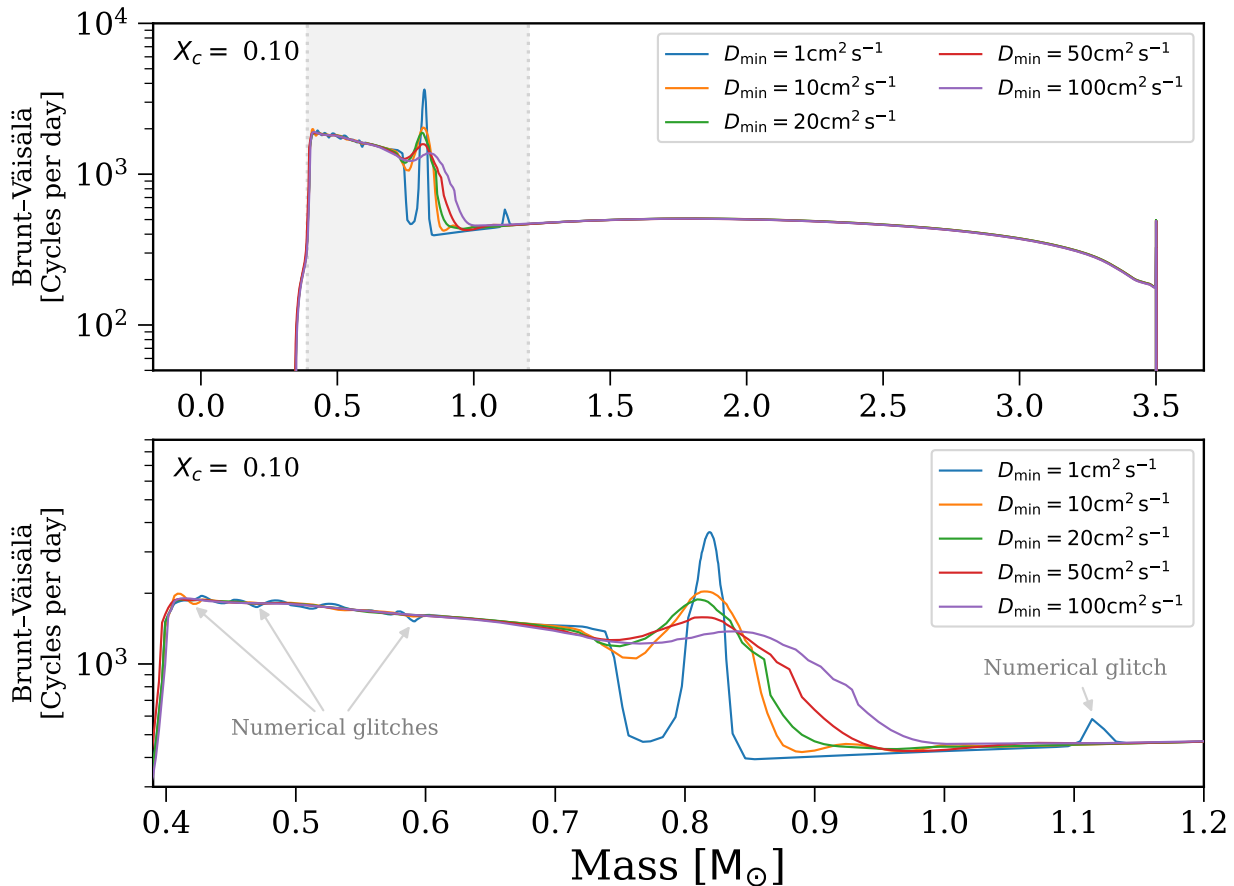 10⁴
10³
10²
Brunt–Väisälä
[Cycles per day]
X_c = 0.10
D_min = 1cm² s⁻¹
D_min = 10cm² s⁻¹
D_min = 20cm² s⁻¹
D_min = 50cm² s⁻¹
D_min = 100cm² s⁻¹
0.0 0.5 1.0 1.5 2.0 2.5 3.0 3.5
10³
Brunt–Väisälä
[Cycles per day]
X_c = 0.10
D_min = 1cm² s⁻¹
D_min = 10cm² s⁻¹
D_min = 20cm² s⁻¹
D_min = 50cm² s⁻¹
D_min = 100cm² s⁻¹
Numerical glitches
Numerical glitch
0.4 0.5 0.6 0.7 0.8 0.9 1.0 1.1 1.2
Mass [M☉]